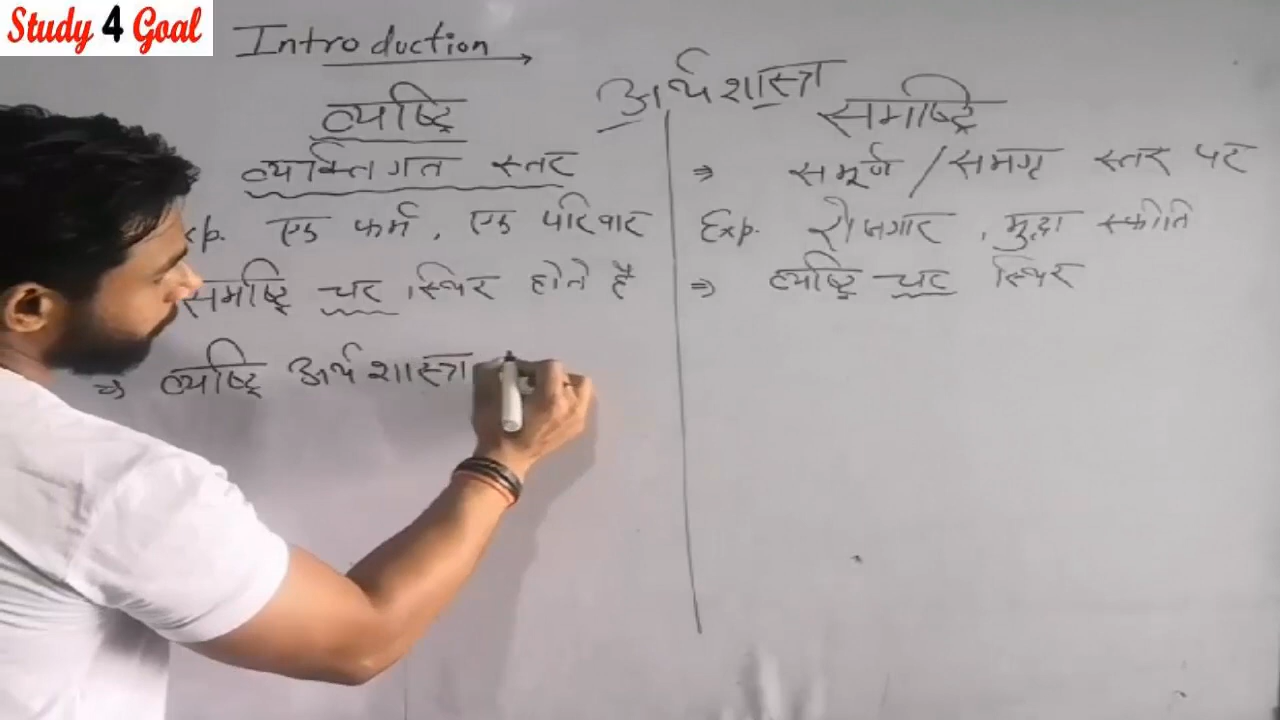 Study 4 Goal
Introduction
अर्थशास्त्र
व्यष्टि
व्यक्तिगत स्तर
xp. एक फर्म, एक परिवार
समष्टि चर स्थिर होते है
⇒ व्यष्टि अर्थशास्त्र
समष्टि
⇒ सम्पूर्ण / समग्र स्तर पर
Exp. रोजगार, मुद्रा स्फीति
⇒ व्यष्टि चर स्थिर